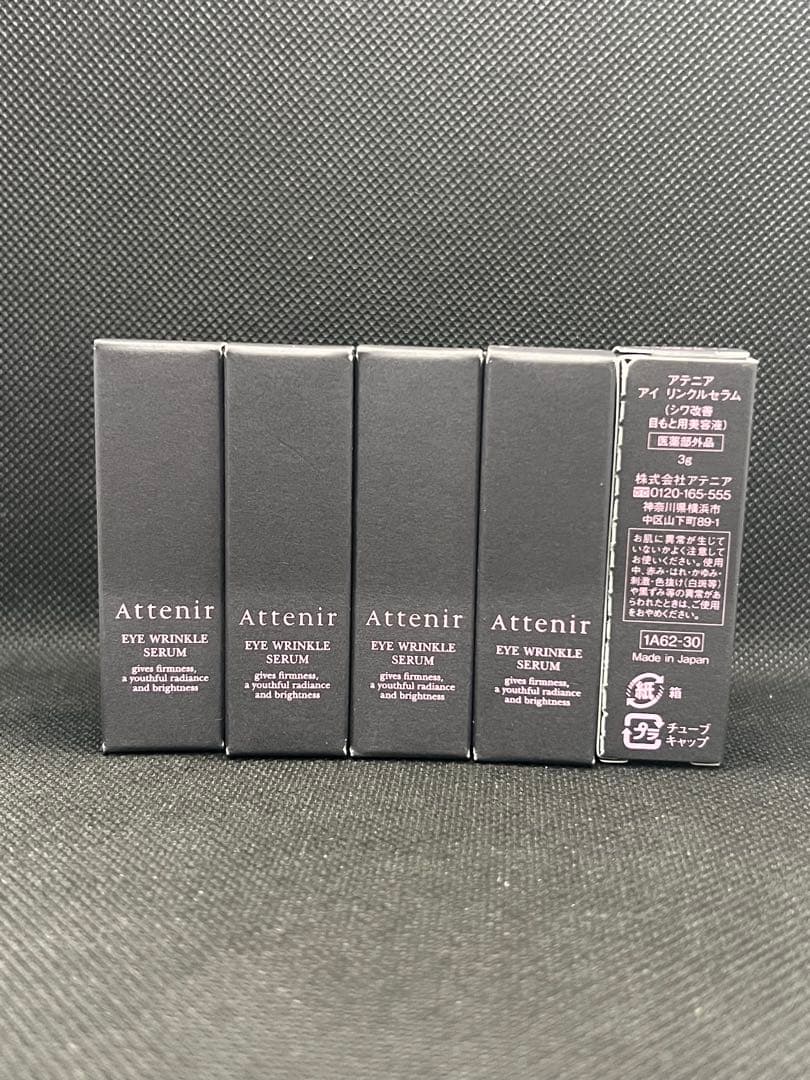 Attenir
EYE WRINKLE
SERUM
gives firmness,
a youthful radiance
and brightness
Attenir
EYE WRINKLE
SERUM
gives firmness,
a youthful radiance
and brightness
Attenir
EYE WRINKLE
SERUM
gives firmness,
a youthful radiance
and brightness
Attenir
EYE WRINKLE
SERUM
gives firmness,
a youthful radiance
and brightness
アテニア
アイ リンクルセラム
(シワ改善
目もと用美容液)
医薬部外品
3g
株式会社アテニア
0120-165-555
神奈川県横浜市
中区山下町89-1
お肌に異常が生じて
いないかよく注意して
お使いください。使用
中、赤み・はれ・かゆみ・
刺激・色抜け(白斑等)
や黒ずみ等の異常があ
らわれたときは、ご使用
をおやめください。
1A62-30
Made in Japan
紙 箱
プラ チューブ
キャップ